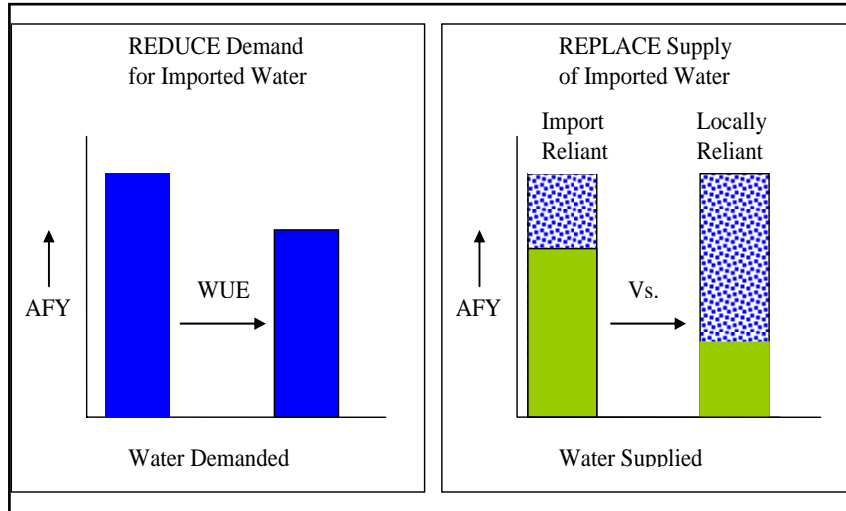 REDUCE Demand
for Imported Water
AFY
WUE
Water Demanded
REPLACE Supply
of Imported Water
Import
Reliant
Locally
Reliant
AFY
Vs.
Water Supplied